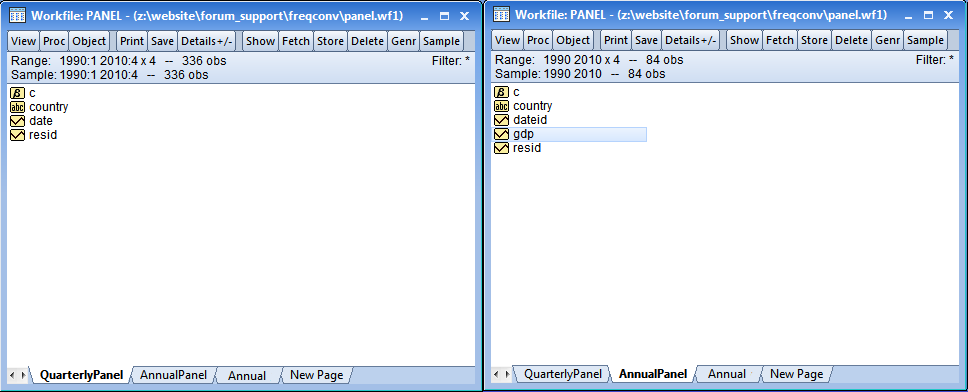 Workfile: PANEL - (z:\website\forum_support\freqconv\panel.wf1)
View Proc Object Print Save Details+/- Show Fetch Store Delete Genr Sample
Range: 1990:1 2010:4 x 4 -- 336 obs Filter: *
Sample: 1990:1 2010:4 -- 336 obs
β c
abc country
date
resid
QuarterlyPanel AnnualPanel Annual New Page
Workfile: PANEL - (z:\website\forum_support\freqconv\panel.wf1)
View Proc Object Print Save Details+/- Show Fetch Store Delete Genr Sample
Range: 1990 2010 x 4 -- 84 obs Filter: *
Sample: 1990 2010 -- 84 obs
β c
abc country
dateid
gdp
resid
QuarterlyPanel AnnualPanel Annual New Page